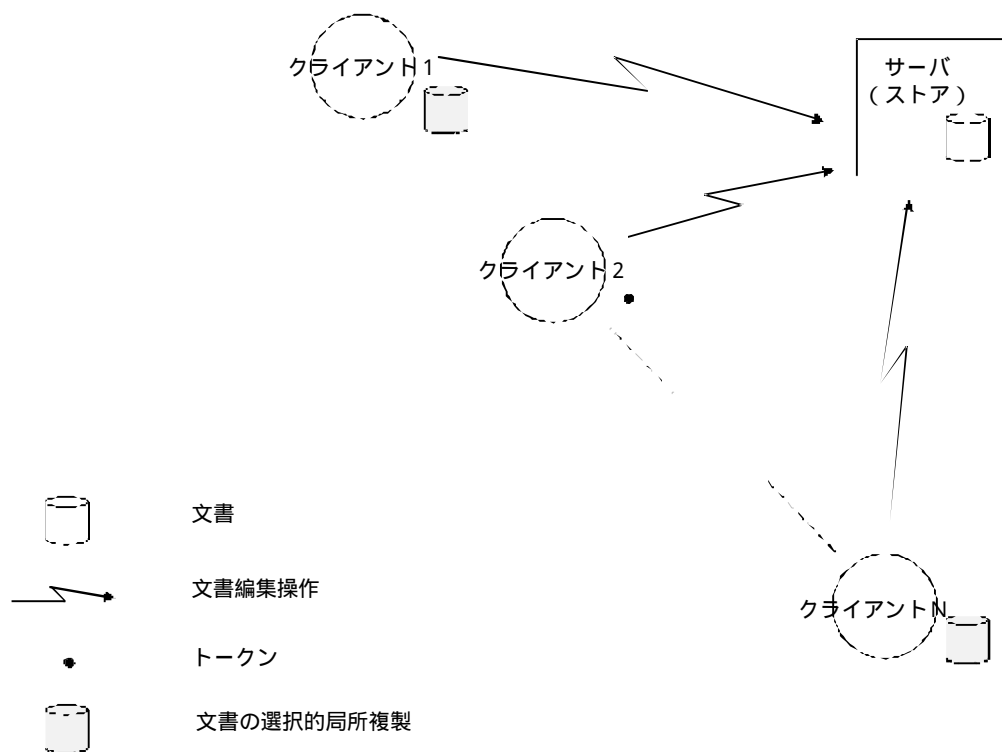 クライアント1
サーバ
(ストア)
クライアント2
クライアントN
文書
文書編集操作
トークン
文書の選択的局所複製